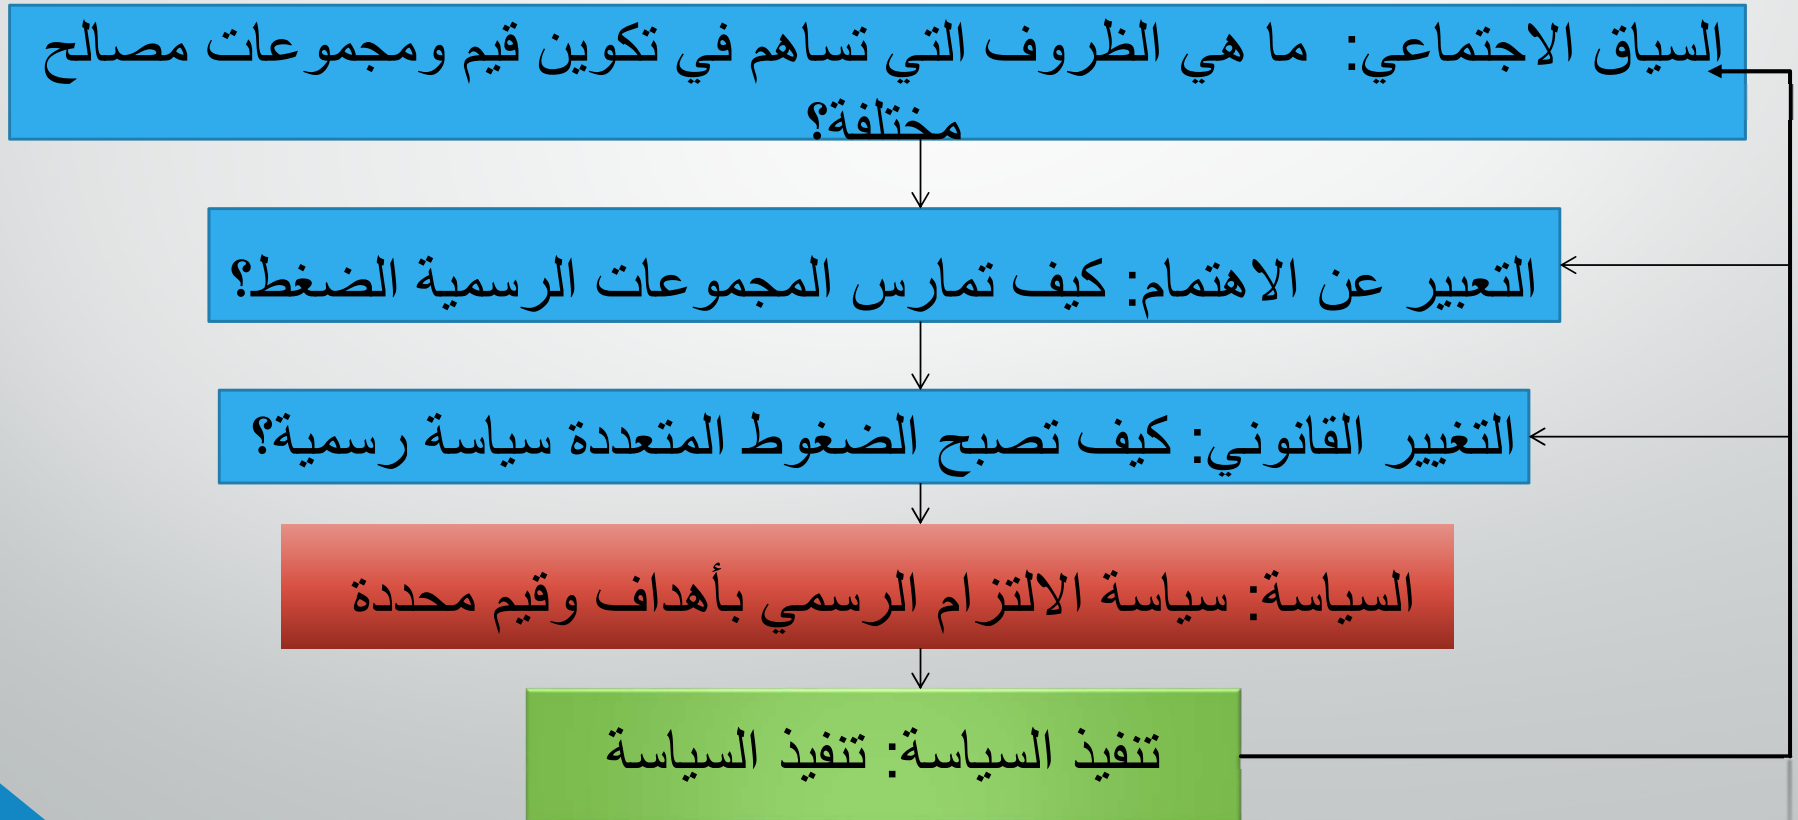 السياق الاجتماعي: ما هي الظروف التي تساهم في تكوين قيم ومجموعات مصالح
مختلفة؟
التعبير عن الاهتمام: كيف تمارس المجموعات الرسمية الضغط؟
التغيير القانوني: كيف تصبح الضغوط المتعددة سياسة رسمية؟
السياسة: سياسة الالتزام الرسمي بأهداف وقيم محددة
تنفيذ السياسة: تنفيذ السياسة